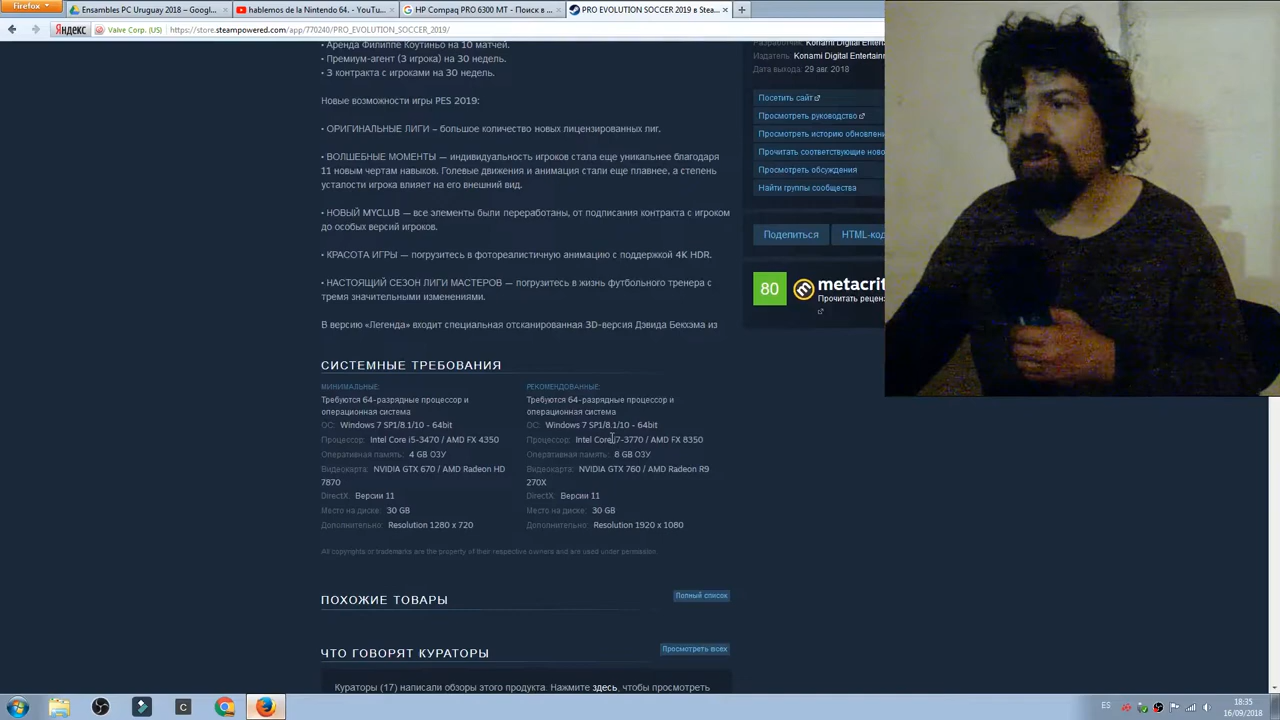 Firefox
Ensambles PC Uruguay 2018 – Googl...
hablemos de la Nintendo 64. - YouTu...
HP Compaq PRO 6300 MT - Поиск в ...
PRO EVOLUTION SOCCER 2019 в Stea...
Яндекс
Valve Corp. (US)
https://store.steampowered.com/app/770240/PRO_EVOLUTION_SOCCER_2019/
• Аренда Филиппе Коутиньо на 10 матчей.
• Премиум-агент (3 игрока) на 30 недель.
• 3 контракта с игроками на 30 недель.
Новые возможности игры PES 2019:
• ОРИГИНАЛЬНЫЕ ЛИГИ – большое количество новых лицензированных лиг.
• ВОЛШЕБНЫЕ МОМЕНТЫ — индивидуальность игроков стала еще уникальнее благодаря
11 новым чертам навыков. Голевые движения и анимация стали еще плавнее, а степень
усталости игрока влияет на его внешний вид.
• НОВЫЙ MYCLUB — все элементы были переработаны, от подписания контракта с игроком
до особых версий игроков.
• КРАСОТА ИГРЫ — погрузитесь в фотореалистичную анимацию с поддержкой 4K HDR.
• НАСТОЯЩИЙ СЕЗОН ЛИГИ МАСТЕРОВ — погрузитесь в жизнь футбольного тренера с
тремя значительными изменениями.
В версию «Легенда» входит специальная отсканированная 3D-версия Дэвида Бекхэма из
СИСТЕМНЫЕ ТРЕБОВАНИЯ
МИНИМАЛЬНЫЕ:
Требуются 64-разрядные процессор и
операционная система
ОС: Windows 7 SP1/8.1/10 - 64bit
Процессор: Intel Core i5-3470 / AMD FX 4350
Оперативная память: 4 GB ОЗУ
Видеокарта: NVIDIA GTX 670 / AMD Radeon HD
7870
DirectX: Версии 11
Место на диске: 30 GB
Дополнительно: Resolution 1280 x 720
РЕКОМЕНДОВАННЫЕ:
Требуются 64-разрядные процессор и
операционная система
ОС: Windows 7 SP1/8.1/10 - 64bit
Процессор: Intel Core i7-3770 / AMD FX 8350
Оперативная память: 8 GB ОЗУ
Видеокарта: NVIDIA GTX 760 / AMD Radeon R9
270X
DirectX: Версии 11
Место на диске: 30 GB
Дополнительно: Resolution 1920 x 1080
All copyrights or trademarks are the property of their respective owners and are used under permission.
ПОХОЖИЕ ТОВАРЫ
Полный список
ЧТО ГОВОРЯТ КУРАТОРЫ
Просмотреть всех
Кураторы (17) написали обзоры этого продукта. Нажмите здесь, чтобы просмотреть
Разработчик: Konami Digital Enterta
Издатель: Konami Digital Entertainm
Дата выхода: 29 авг. 2018
Посетить сайт
Просмотреть руководство
Просмотреть историю обновлени
Прочитать соответствующие ново
Просмотреть обсуждения
Найти группы сообщества
Поделиться
HTML-код
80
metacrit
Прочитать реценз
ES
18:35
16/09/2018